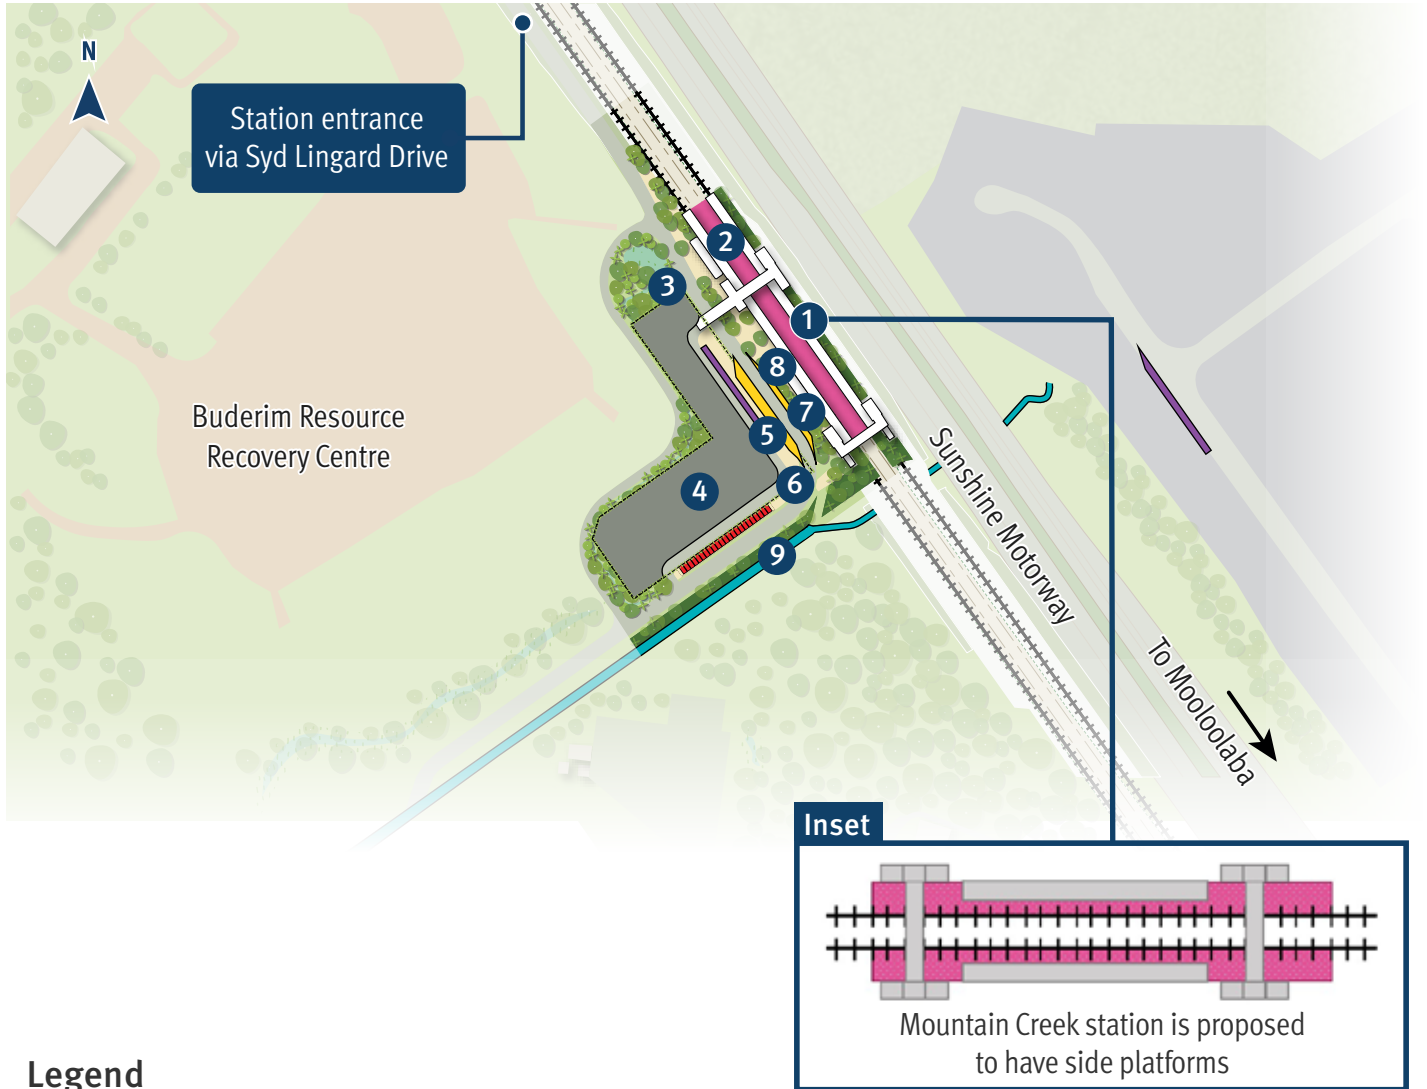 N
Station entrance
via Syd Lingard Drive
2
3
1
8
7
5
6
4
9
Buderim Resource
Recovery Centre
Sunshine Motorway
To Mooloolaba
Inset
Mountain Creek station is proposed
to have side platforms
Legend